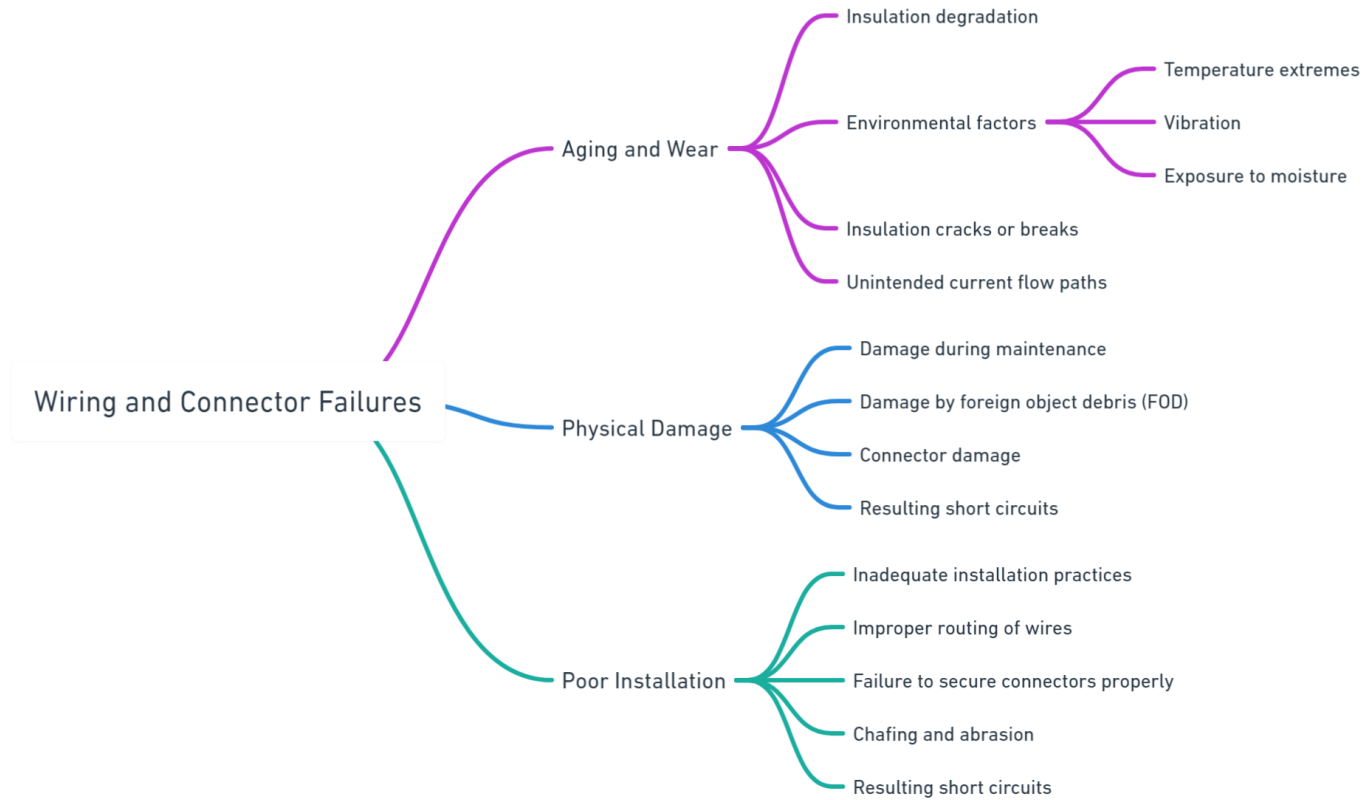 Wiring and Connector Failures
Aging and Wear
Insulation degradation
Environmental factors
Temperature extremes
Vibration
Exposure to moisture
Insulation cracks or breaks
Unintended current flow paths
Physical Damage
Damage during maintenance
Damage by foreign object debris (FOD)
Connector damage
Resulting short circuits
Poor Installation
Inadequate installation practices
Improper routing of wires
Failure to secure connectors properly
Chafing and abrasion
Resulting short circuits